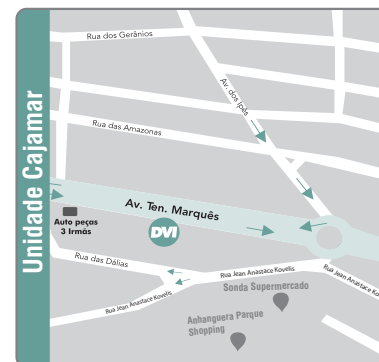 Unidade Cajamar
Rua dos Gerânios
Av. dos Ipês
Rua das Amazonas
Av. Ten. Marquês
Auto peças
3 Irmãs
DVI
Rua das Dálias
Rua Jean Anastace Kovelis
Rua Jean Anastace Kovelis
Rua Jean Anastace Kovelis
Sonda Supermercado
Anhanguera Parque
Shopping